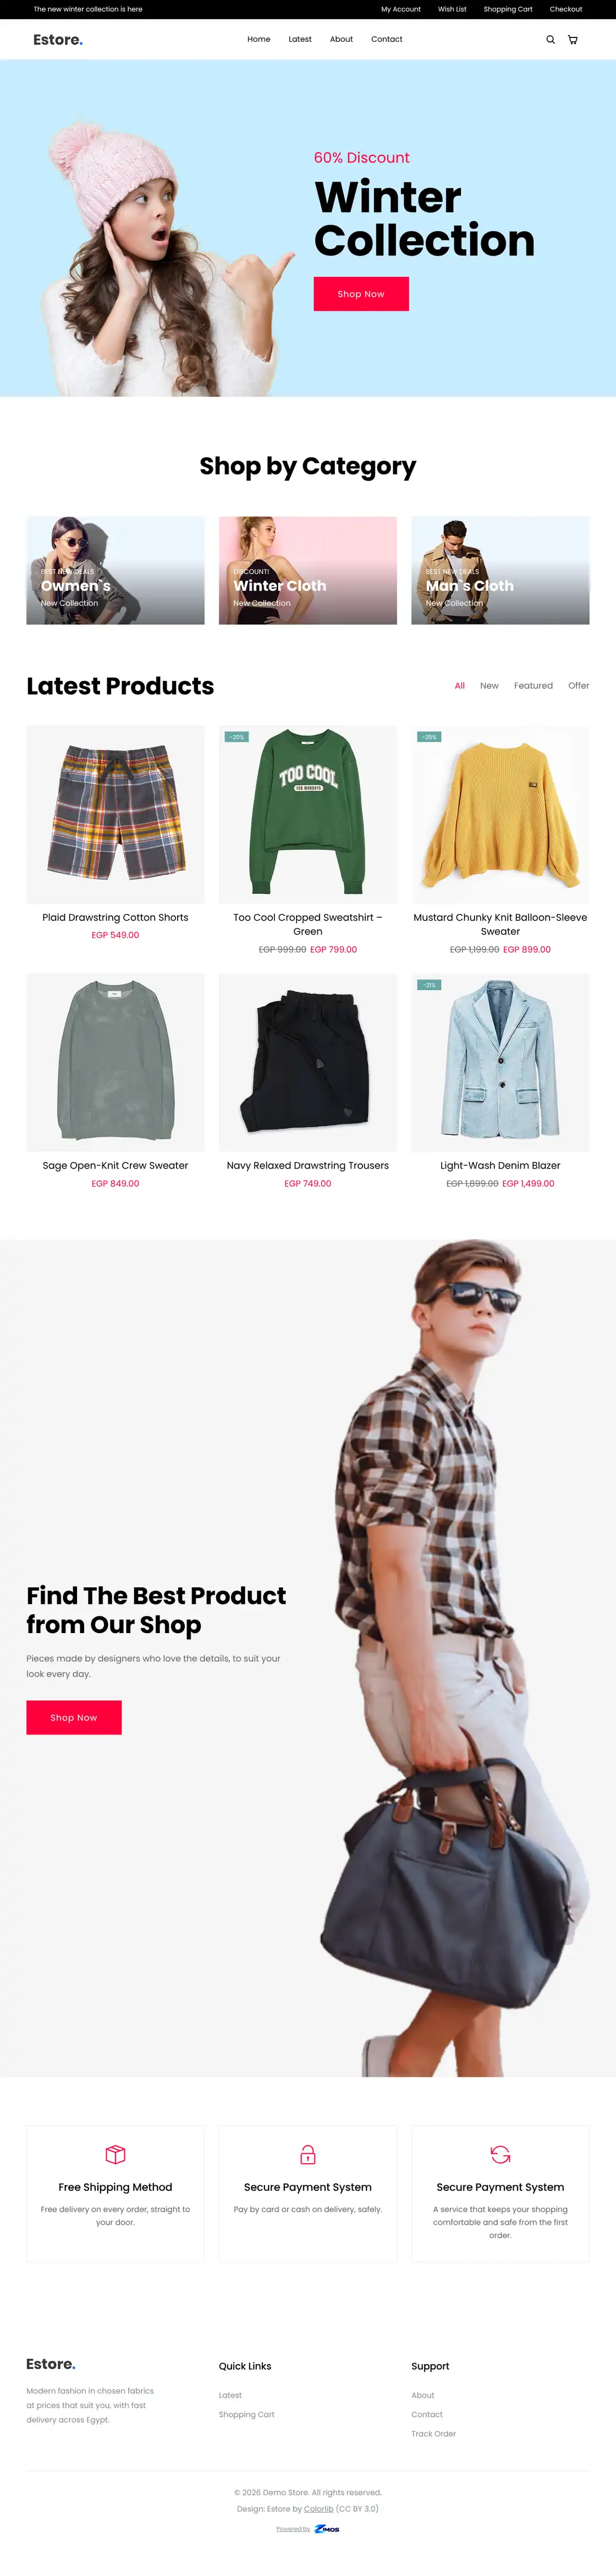 The new winter collection is here
My Account
Wish List
Shopping Cart
Checkout
Estore.
Home
Latest
About
Contact
60% Discount
Winter
Collection
Shop Now
Shop by Category
BEST NEW DEALS
Owmen`s
New Collection
DISCOUNT!
Winter Cloth
New Collection
BEST NEW DEALS
Man`s Cloth
New Collection
Latest Products
All
New
Featured
Offer
-20%
TOO COOL
FOR MONDAYS
-25%
Plaid Drawstring Cotton Shorts
EGP 549.00
Too Cool Cropped Sweatshirt –
Green
EGP 999.00 EGP 799.00
Mustard Chunky Knit Balloon-Sleeve
Sweater
EGP 1,199.00 EGP 899.00
-21%
Sage Open-Knit Crew Sweater
EGP 849.00
Navy Relaxed Drawstring Trousers
EGP 749.00
Light-Wash Denim Blazer
EGP 1,899.00 EGP 1,499.00
Find The Best Product
from Our Shop
Pieces made by designers who love the details, to suit your
look every day.
Shop Now
Free Shipping Method
Free delivery on every order, straight to
your door.
Secure Payment System
Pay by card or cash on delivery, safely.
Secure Payment System
A service that keeps your shopping
comfortable and safe from the first
order.
Estore.
Modern fashion in chosen fabrics
at prices that suit you, with fast
delivery across Egypt.
Quick Links
Latest
Shopping Cart
Support
About
Contact
Track Order
© 2026 Demo Store. All rights reserved.
Design: Estore by Colorlib (CC BY 3.0)
Powered by ZIMOS